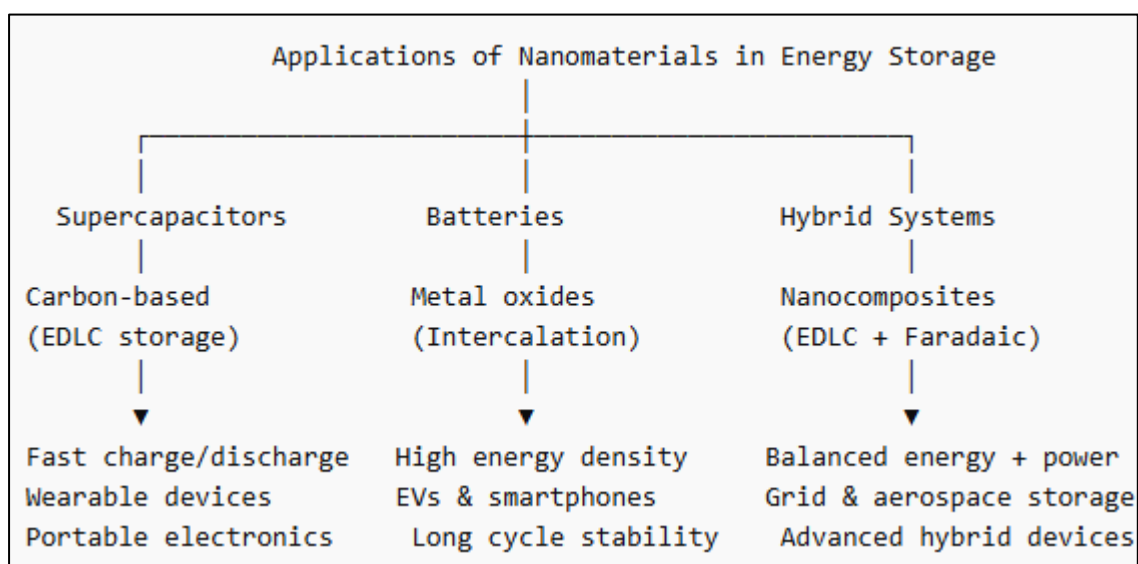 Applications of Nanomaterials in Energy Storage
Supercapacitors Batteries Hybrid Systems
Carbon-based Metal oxides Nanocomposites
(EDLC storage) (Intercalation) (EDLC + Faradaic)
Fast charge/discharge High energy density Balanced energy + power
Wearable devices EVs & smartphones Grid & aerospace storage
Portable electronics Long cycle stability Advanced hybrid devices